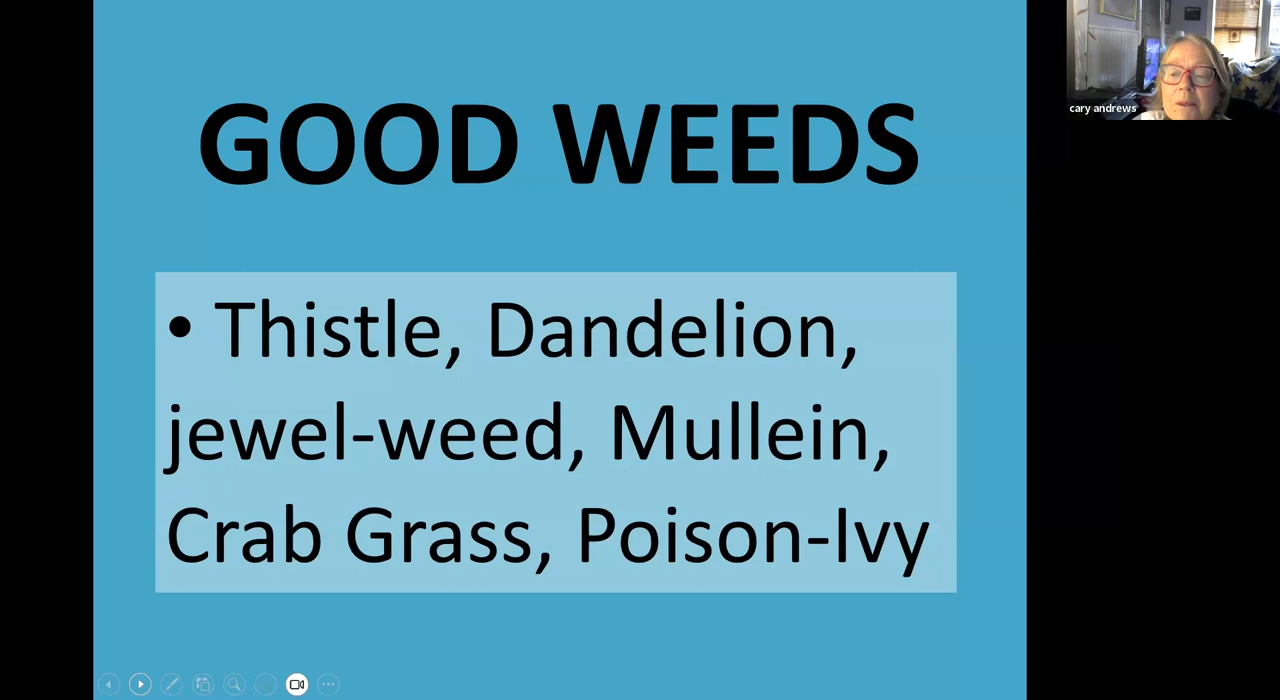 GOOD WEEDS
• Thistle, Dandelion,
jewel-weed, Mullein,
Crab Grass, Poison-Ivy
cary andrews